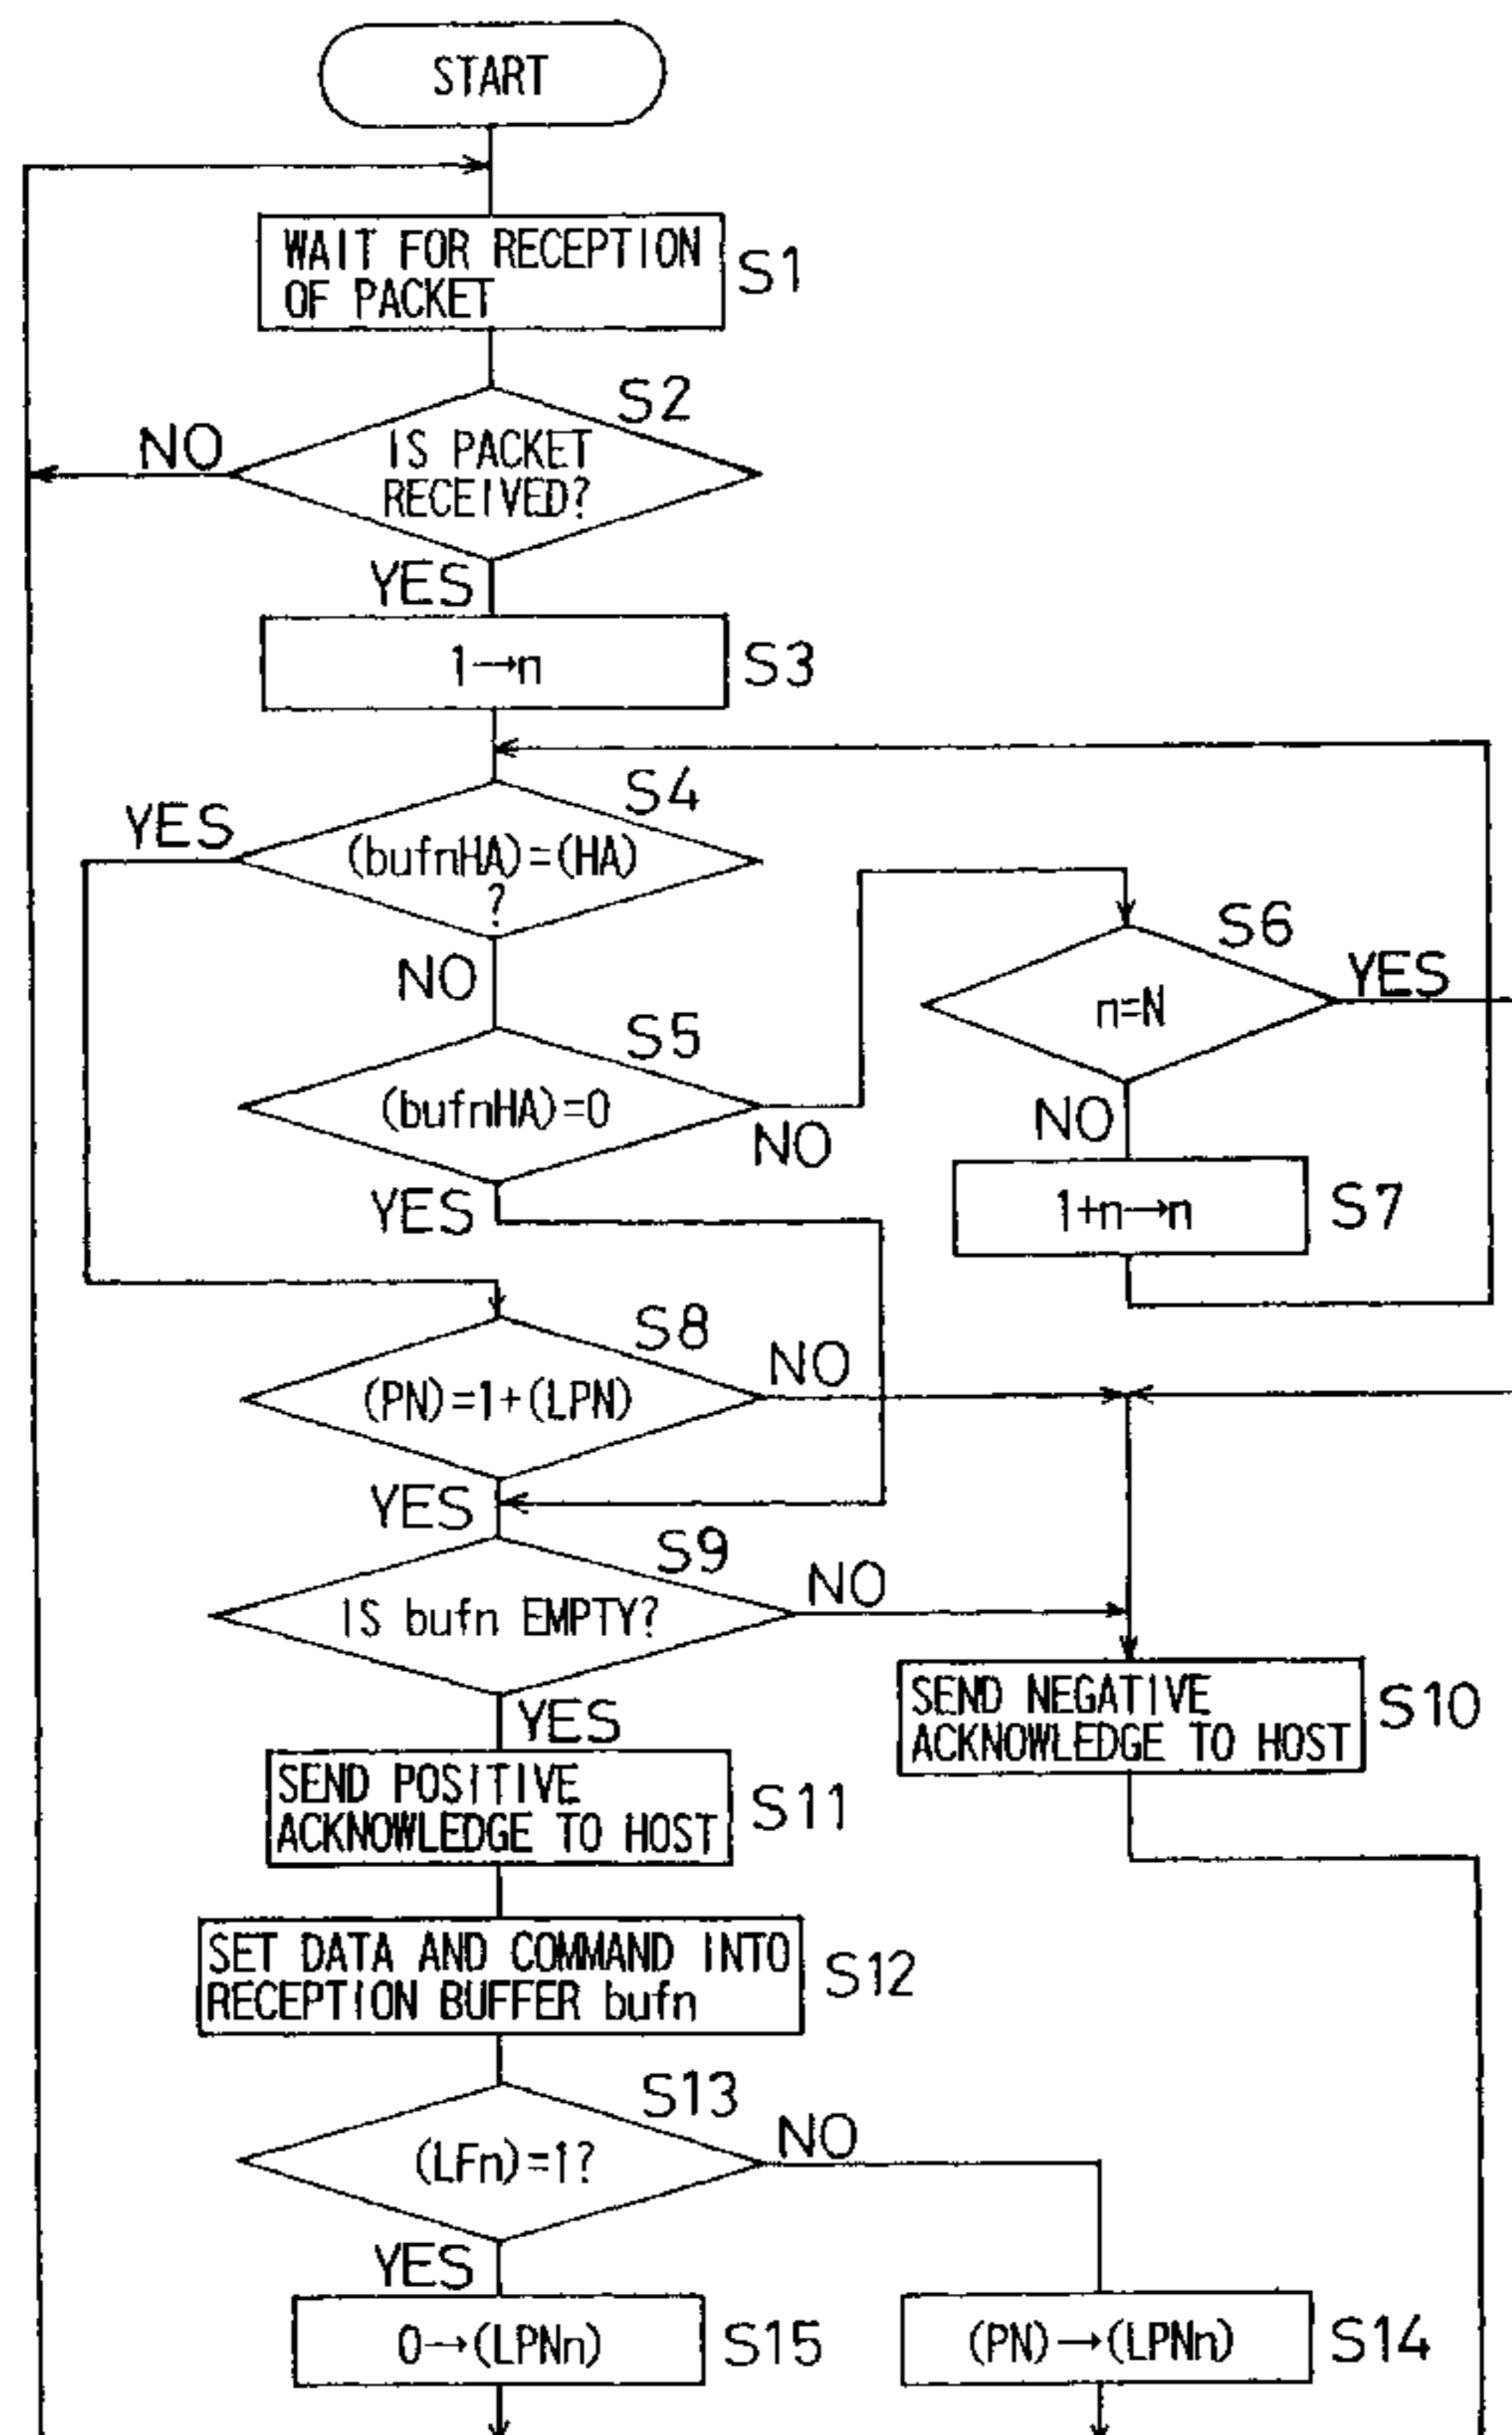 START
WAIT FOR RECEPTION
OF PACKET
S1
S2
NO
IS PACKET
RECEIVED?
YES
1→n
S3
S4
YES
(bufnHA)=(HA)
?
NO
S6
YES
n=N
S5
(bufnHA)=0
NO
NO
YES
1+n→n
S7
S8
NO
(PN)=1+(LPN)
YES
S9
NO
IS bufn EMPTY?
YES
SEND NEGATIVE
ACKNOWLEDGE TO HOST
S10
SEND POSITIVE
ACKNOWLEDGE TO HOST
S11
SET DATA AND COMMAND INTO
RECEPTION BUFFER bufn
S12
S13
NO
(LFn)=1?
YES
0→(LPNn)
S15
(PN)→(LPNn)
S14